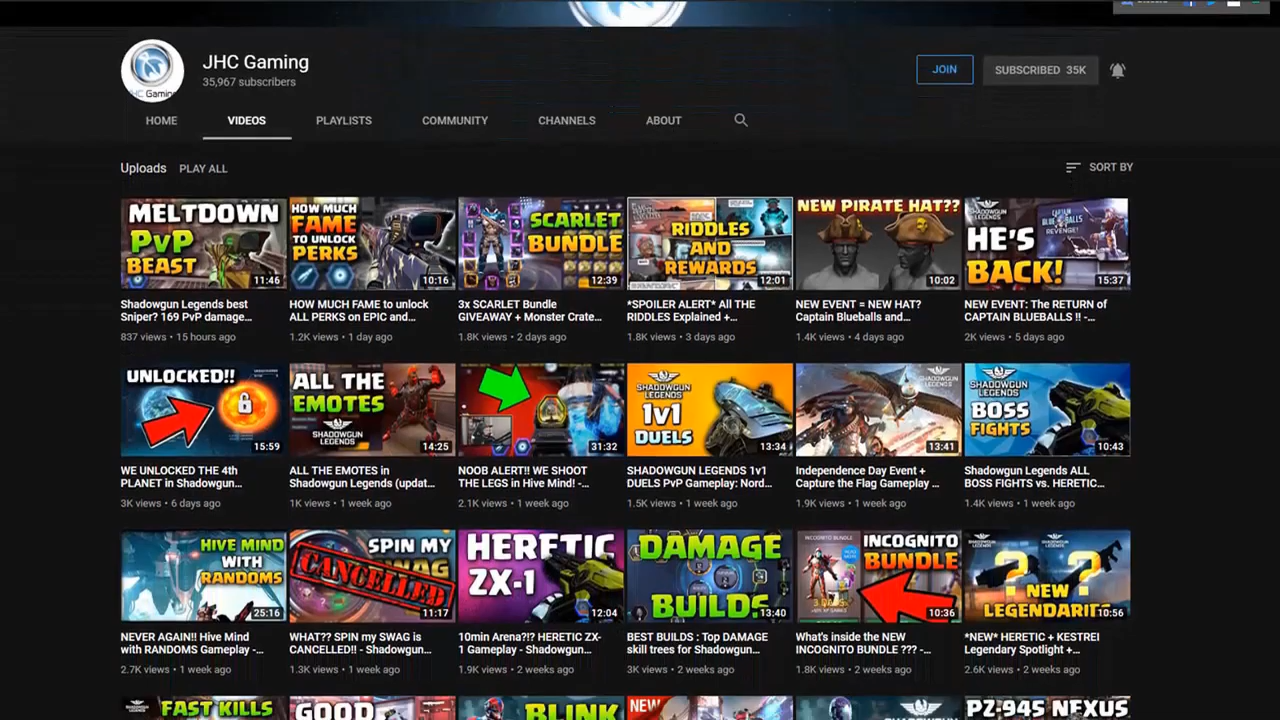 JHC Gaming
35,967 subscribers
JOIN
SUBSCRIBED 35K
HOME
VIDEOS
PLAYLISTS
COMMUNITY
CHANNELS
ABOUT
Uploads
PLAY ALL
SORT BY
MELTDOWN
PvP
BEAST
11:46
HOW MUCH
FAME
TO UNLOCK
PERKS
10:16
SCARLET
BUNDLE
12:39
RIDDLES
AND
REWARDS
12:01
NEW PIRATE HAT??
10:02
SHADOWGUN
LEGENDS
HE'S
BACK!
CAPTAIN
BLUEBALLS
REVENGE!
15:37
Shadowgun Legends best
Sniper? 169 PvP damage...
837 views • 15 hours ago
HOW MUCH FAME to unlock
ALL PERKS on EPIC and...
1.2K views • 1 day ago
3x SCARLET Bundle
GIVEAWAY + Monster Crate...
1.8K views • 2 days ago
*SPOILER ALERT* All THE
RIDDLES Explained +...
1.8K views • 3 days ago
NEW EVENT = NEW HAT?
Captain Blueballs and...
1.4K views • 4 days ago
NEW EVENT: The RETURN of
CAPTAIN BLUEBALLS !! -...
2K views • 5 days ago
UNLOCKED!!
15:59
ALL THE
EMOTES
SHADOWGUN
LEGENDS
14:25
31:32
SHADOWGUN
LEGENDS
1v1
DUELS
13:34
SHADOWGUN
LEGENDS
13:41
SHADOWGUN
LEGENDS
BOSS
FIGHTS
10:43
WE UNLOCKED THE 4th
PLANET in Shadowgun...
3K views • 6 days ago
ALL THE EMOTES in
Shadowgun Legends (updat...
1K views • 1 week ago
NOOB ALERT!! WE SHOOT
THE LEGS in Hive Mind! -...
2.1K views • 1 week ago
SHADOWGUN LEGENDS 1v1
DUELS PvP Gameplay: Nord...
1.5K views • 1 week ago
Independence Day Event +
Capture the Flag Gameplay ...
1.9K views • 1 week ago
Shadowgun Legends ALL
BOSS FIGHTS vs. HERETIC...
1.4K views • 1 week ago
HIVE MIND
WITH
RANDOMS
25:16
SPIN MY
SWAG
CANCELLED
11:17
HERETIC
ZX-1
12:04
DAMAGE
BUILDS
13:40
INCOGNITO BUNDLE
INCOGNITO
BUNDLE
10:36
SHADOWGUN
LEGENDS
? ?
NEW
LEGENDARI
10:56
NEVER AGAIN!! Hive Mind
with RANDOMS Gameplay -...
2.7K views • 1 week ago
WHAT?? SPIN my SWAG is
CANCELLED!! - Shadowgun...
1.3K views • 1 week ago
10min Arena?!? HERETIC ZX-
1 Gameplay - Shadowgun...
1.9K views • 2 weeks ago
BEST BUILDS : Top DAMAGE
skill trees for Shadowgun...
3K views • 2 weeks ago
What's inside the NEW
INCOGNITO BUNDLE ??? -...
1.8K views • 2 weeks ago
*NEW* HERETIC + KESTREl
Legendary Spotlight +...
2.6K views • 2 weeks ago
FAST KILLS
GOOD
BLINK
NEW
PZ-945 NEXUS